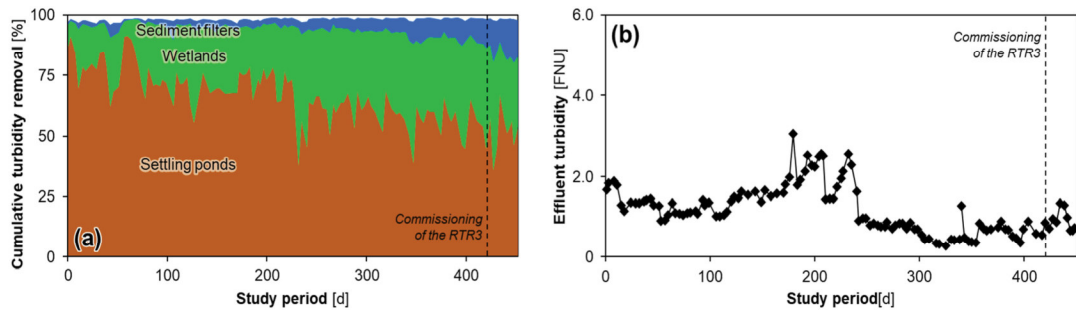 Cumulative turbidity removal [%]
100
75
50
25
0
Sediment filters
Wetlands
Settling ponds
Commissioning
of the RTR3
(a)
0
100
200
300
400
Study period [d]
Effluent turbidity [FNU]
6.0
4.0
2.0
0.0
(b)
Commissioning
of the RTR3
0
100
200
300
400
Study period[d]